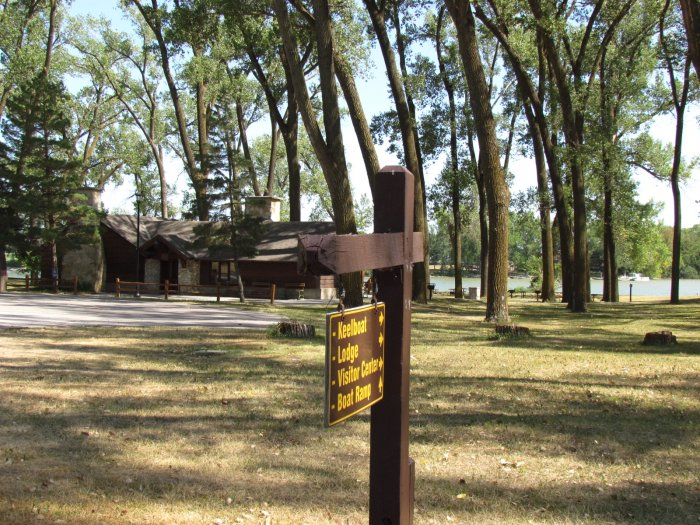 - Keelboat →
- Lodge →
- Visitor Center →
- Boat Ramp →